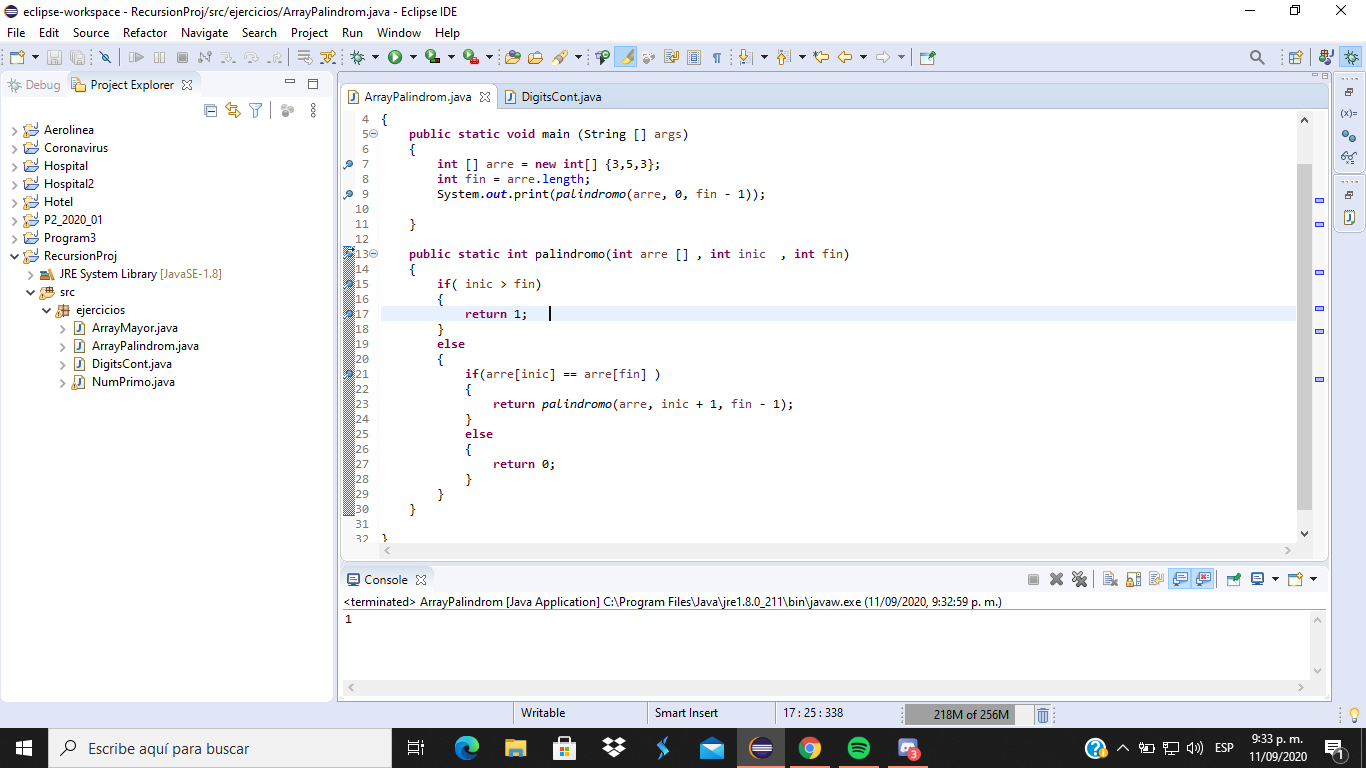 eclipse-workspace - RecursionProj/src/ejercicios/ArrayPalindrom.java - Eclipse IDE
File Edit Source Refactor Navigate Search Project Run Window Help
Debug Project Explorer
Aerolinea
Coronavirus
Hospital
Hospital2
Hotel
P2_2020_01
Program3
RecursionProj
JRE System Library [JavaSE-1.8]
src
ejercicios
ArrayMayor.java
ArrayPalindrom.java
DigitsCont.java
NumPrimo.java
ArrayPalindrom.java DigitsCont.java
4 {
5 public static void main (String [] args)
6 {
7 int [] arre = new int[] {3,5,3};
8 int fin = arre.length;
9 System.out.print(palindromo(arre, 0, fin - 1));
10
11 }
12
13 public static int palindromo(int arre [] , int inic  , int fin)
14 {
15 if( inic > fin)
16 {
17 return 1;
18 }
19 else
20 {
21 if(arre[inic] == arre[fin] )
22 {
23 return palindromo(arre, inic + 1, fin - 1);
24 }
25 else
26 {
27 return 0;
28 }
29 }
30 }
31
32 }
(x)=
Console
<terminated> ArrayPalindrom [Java Application] C:\Program Files\Java\jre1.8.0_211\bin\javaw.exe (11/09/2020, 9:32:59 p. m.)
1
Writable Smart Insert 17 : 25 : 338 218M of 256M
Escribe aquí para buscar
3
ESP
9:33 p. m.
11/09/2020
1